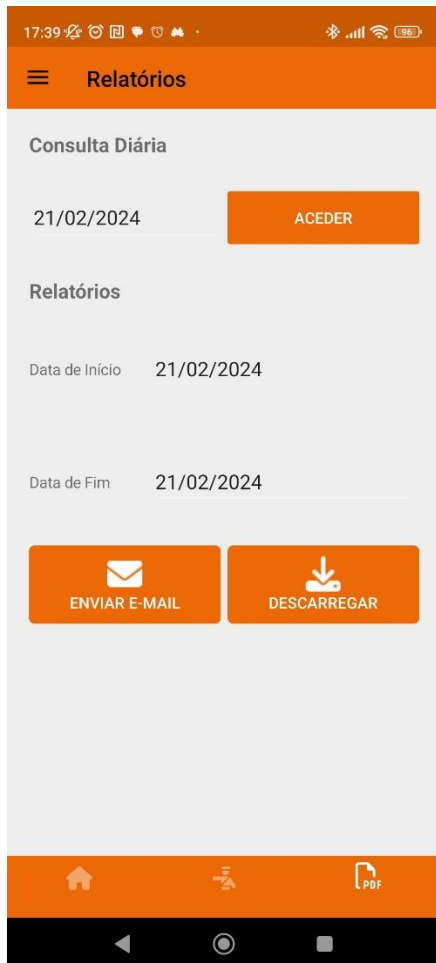 17:39 96
Relatórios
Consulta Diária
21/02/2024 ACEDER
Relatórios
Data de Início 21/02/2024
Data de Fim 21/02/2024
ENVIAR E-MAIL DESCARREGAR
PDF